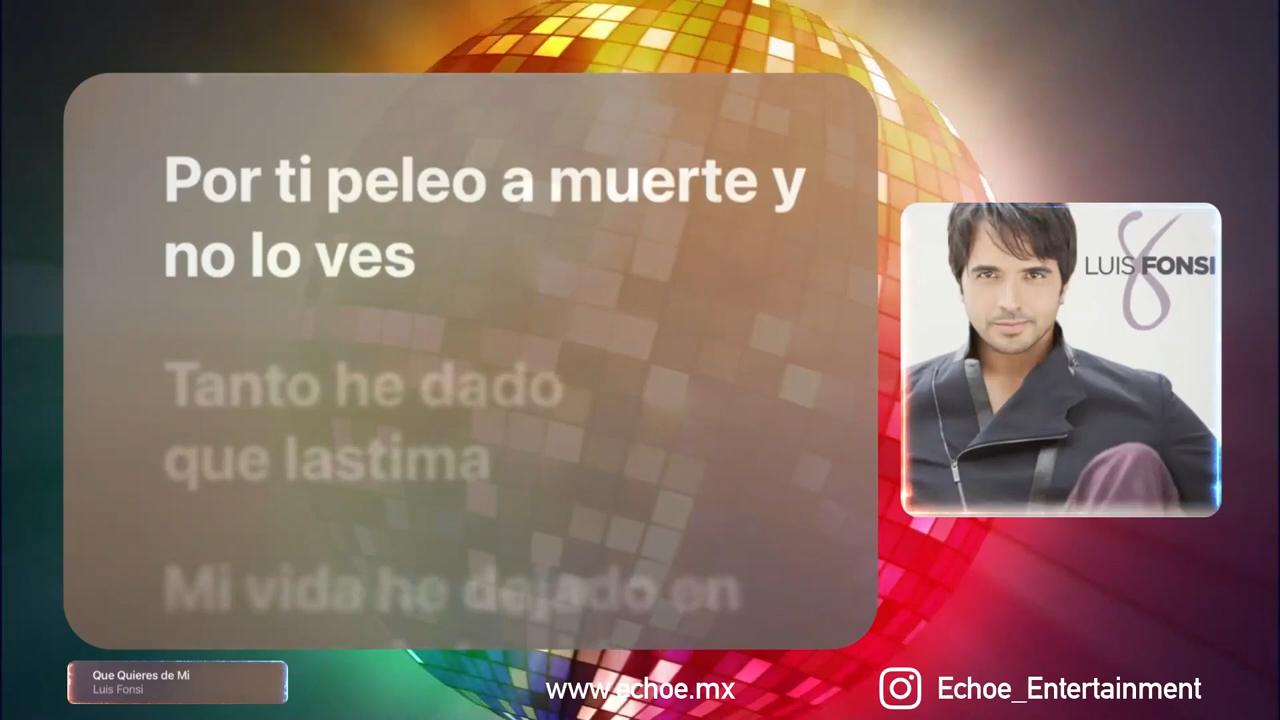 Por ti peleo a muerte y
no lo ves
Tanto he dado
que lastima
Mi vida he dejado en
LUIS FONSI
8
Que Quieres de Mi
Luis Fonsi
www.echoe.mx
Echoe_Entertainment